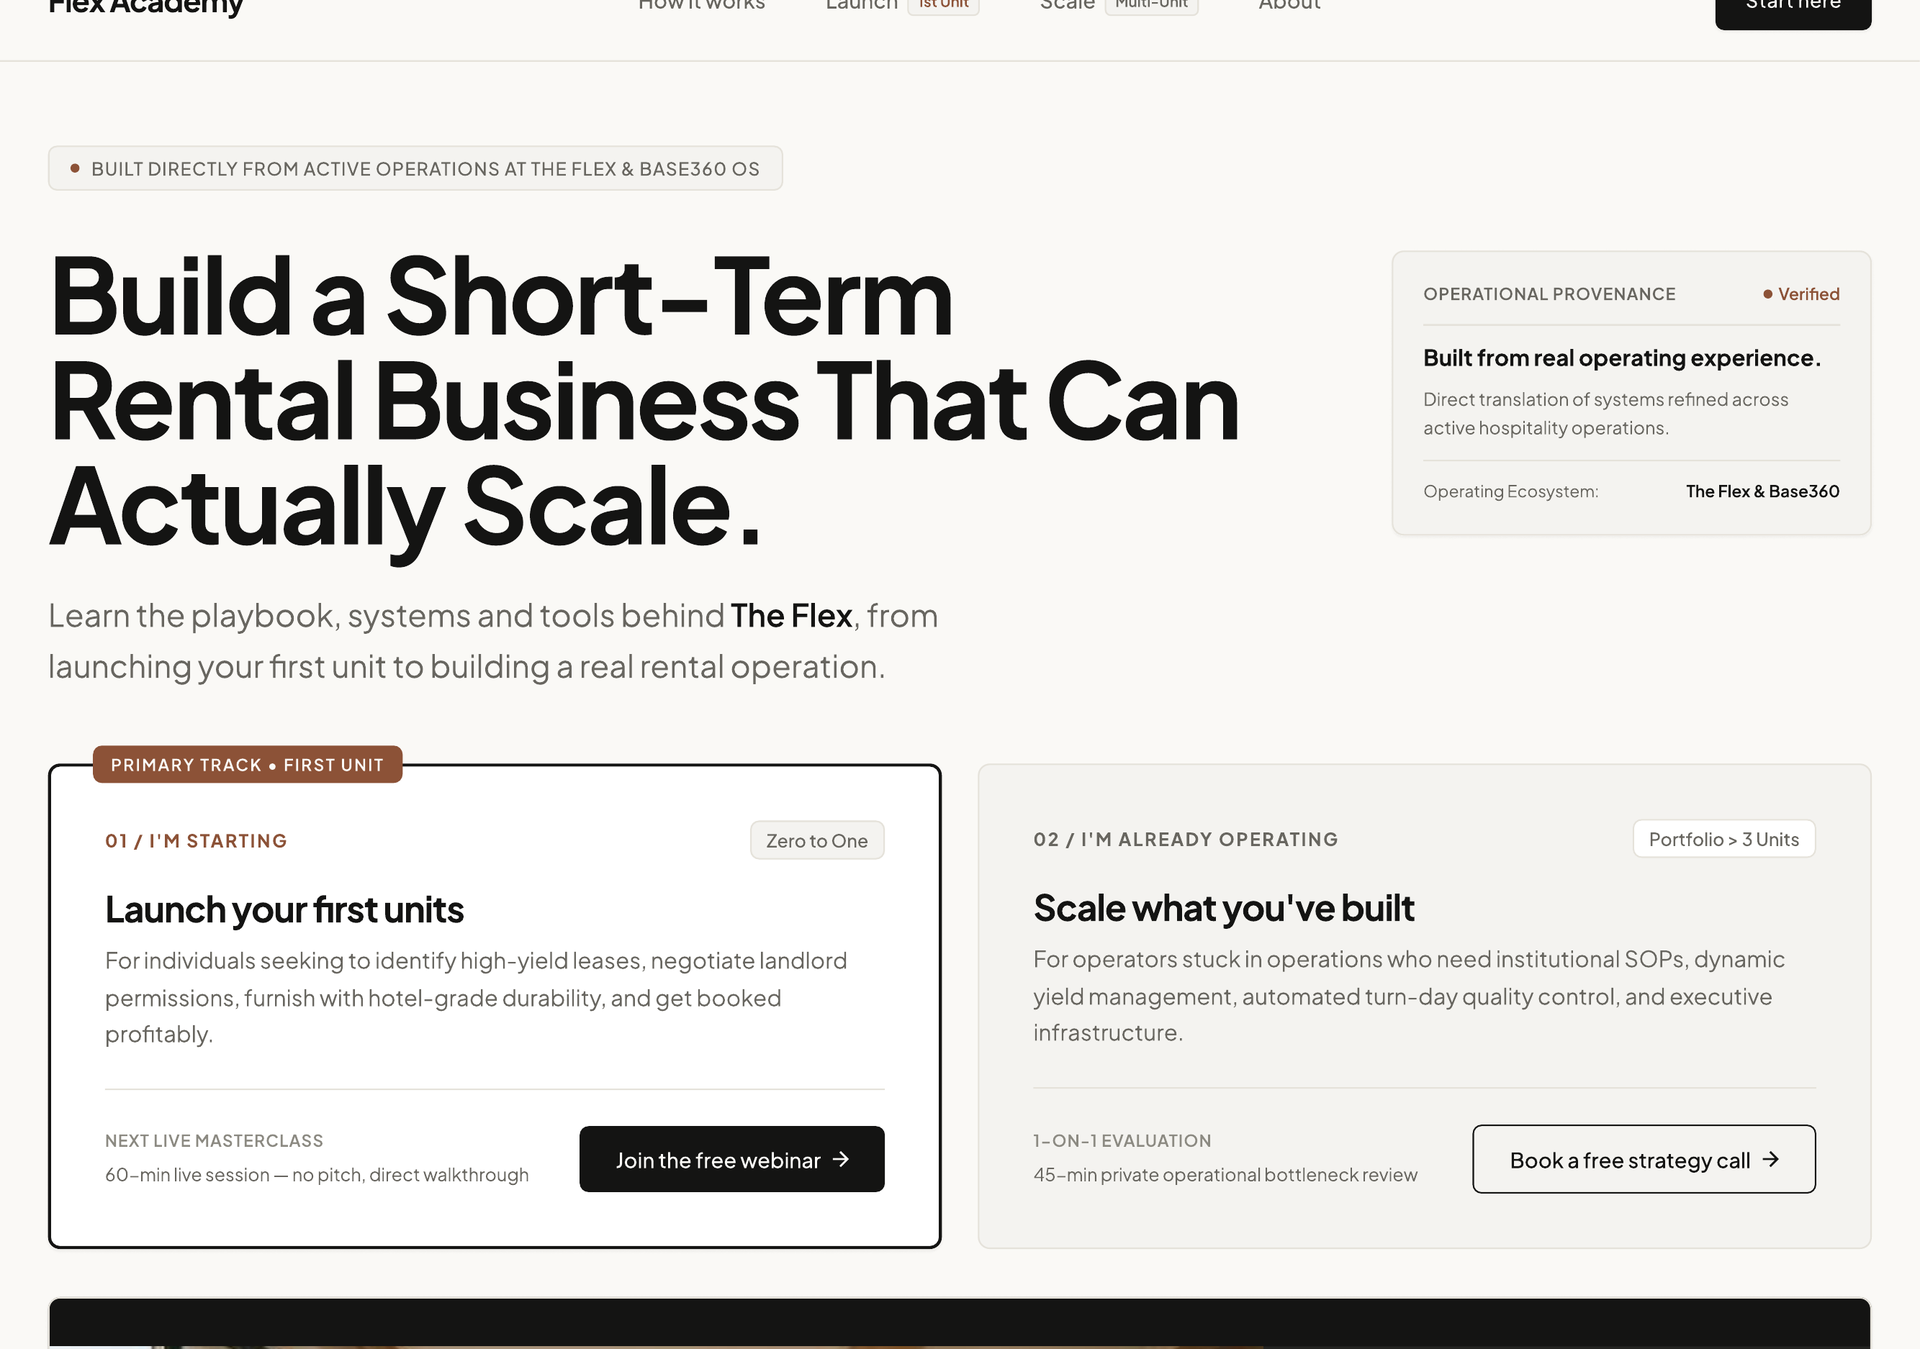 Flex Academy
How it works
Launch 1st Unit
Scale Multi-Unit
About
Start here
BUILT DIRECTLY FROM ACTIVE OPERATIONS AT THE FLEX & BASE360 OS
Build a Short-Term
Rental Business That Can
Actually Scale.
Learn the playbook, systems and tools behind The Flex, from
launching your first unit to building a real rental operation.
OPERATIONAL PROVENANCE
Verified
Built from real operating experience.
Direct translation of systems refined across
active hospitality operations.
Operating Ecosystem:
The Flex & Base360
PRIMARY TRACK • FIRST UNIT
01 / I'M STARTING
Zero to One
Launch your first units
For individuals seeking to identify high-yield leases, negotiate landlord
permissions, furnish with hotel-grade durability, and get booked
profitably.
NEXT LIVE MASTERCLASS
60-min live session — no pitch, direct walkthrough
Join the free webinar →
02 / I'M ALREADY OPERATING
Portfolio > 3 Units
Scale what you've built
For operators stuck in operations who need institutional SOPs, dynamic
yield management, automated turn-day quality control, and executive
infrastructure.
1-ON-1 EVALUATION
45-min private operational bottleneck review
Book a free strategy call →